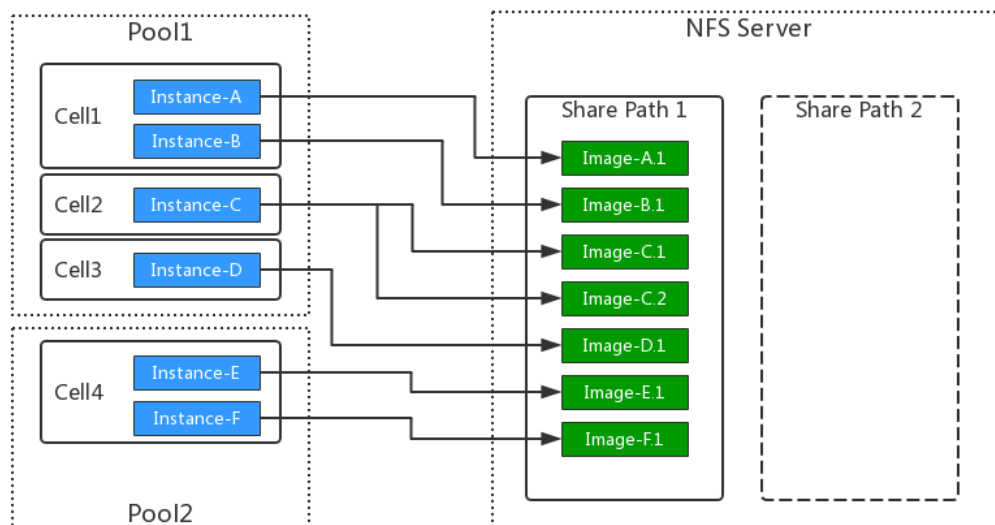 Pool1
Cell1
Instance-A
Instance-B
Cell2
Instance-C
Cell3
Instance-D
Cell4
Instance-E
Instance-F
Pool2
NFS Server
Share Path 1
Image-A.1
Image-B.1
Image-C.1
Image-C.2
Image-D.1
Image-E.1
Image-F.1
Share Path 2